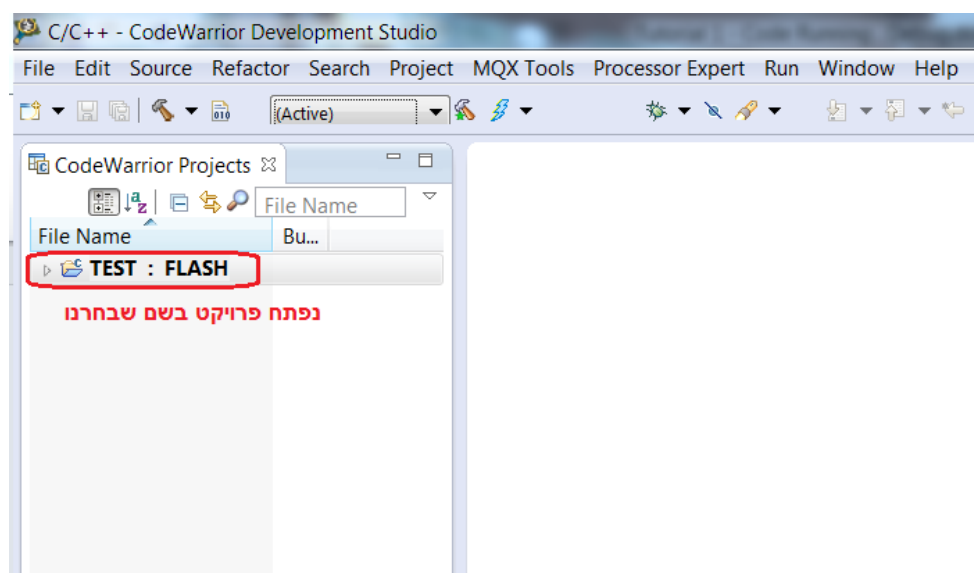 C/C++ - CodeWarrior Development Studio
File Edit Source Refactor Search Project MQX Tools Processor Expert Run Window Help
010 (Active)
CodeWarrior Projects
a z File Name
File Name Bu...
TEST : FLASH
נפתח פרויקט בשם שבחרנו